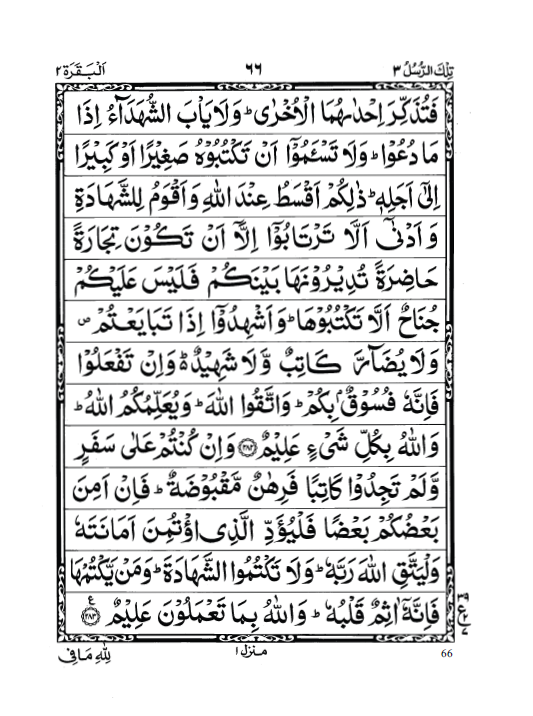 تِلْكَ الرُّسُلُ ٣
٦٦
اَلْبَقَرَة ٢
فَتُذَكِّرَ اِحْدٰىهُمَا الْاُخْرٰىؕ وَلَا يَاْبَ الشُّهَدَآءُ اِذَا
مَا دُعُوْاؕ وَلَا تَسْـَٔمُوْۤا اَنْ تَكْتُبُوْهُ صَغِيْرًا اَوْ كَبِيْرًا
اِلٰۤى اَجَلِهٖؕ ذٰلِكُمْ اَقْسَطُ عِنْدَ اللّٰهِ وَاَقْوَمُ لِلشَّهَادَةِ
وَاَدْنٰۤى اَلَّا تَرْتَابُوْۤا اِلَّاۤ اَنْ تَكُوْنَ تِجَارَةً
حَاضِرَةً تُدِيْرُوْنَهَا بَيْنَكُمْ فَلَيْسَ عَلَيْكُمْ
جُنَاحٌ اَلَّا تَكْتُبُوْهَاؕ وَاَشْهِدُوْۤا اِذَا تَبَايَعْتُمْ۪
وَلَا يُضَآرَّ كَاتِبٌ وَّلَا شَهِيْدٌ۬ؕ وَاِنْ تَفْعَلُوْا
فَاِنَّهٗ فُسُوْقٌۢ بِكُمْؕ وَاتَّقُوا اللّٰهَؕ وَيُعَلِّمُكُمُ اللّٰهُؕ
وَاللّٰهُ بِكُلِّ شَيْءٍ عَلِيْمٌ ﴿٢٨٢﴾ وَاِنْ كُنْتُمْ عَلٰى سَفَرٍ
وَّلَمْ تَجِدُوْا كَاتِبًا فَرِهٰنٌ مَّقْبُوْضَةٌؕ فَاِنْ اَمِنَ
بَعْضُكُمْ بَعْضًا فَلْيُؤَدِّ الَّذِى اؤْتُمِنَ اَمَانَتَهٗ
وَلْيَتَّقِ اللّٰهَ رَبَّهٗؕ وَلَا تَكْتُمُوا الشَّهَادَةَؕ وَمَنْ يَّكْتُمْهَا
فَاِنَّهٗۤ اٰثِمٌ قَلْبُهٗؕ وَاللّٰهُ بِمَا تَعْمَلُوْنَ عَلِيْمٌ ﴿٢٨٣﴾ ع
66
منزل ١
لِلّٰهِ مَا فِي